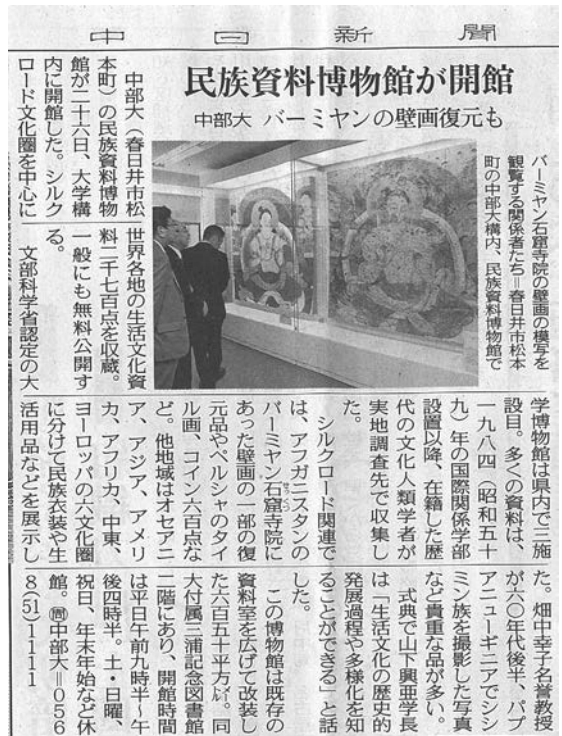 中日新聞
民族資料博物館が開館
中部大 バーミヤンの壁画復元も
バーミヤン石窟寺院の壁画の模写を
観覧する関係者たち＝春日井市松本
町の中部大構内、民族資料博物館で
中部大（春日井市松
本町）の民族資料博物
館が二十六日、大学構
内に開館した。シルク
ロード文化圏を中心に
世界各地の生活文化資
料二千七百点を収蔵。
一般にも無料公開す
る。
文部科学省認定の大
学博物館は県内で三施
設目。多くの資料は、
一九八四（昭和五十
九）年の国際関係学部
設置以降、在籍した歴
代の文化人類学者が
実地調査先で収集し
た。
シルクロード関連で
は、アフガニスタンの
バーミヤン石窟寺院に
せっくつ
あった壁画の一部の復
元品やペルシャのタイ
ル画、コイン六百点な
ど。他地域はオセアニ
ア、アジア、アメリ
カ、アフリカ、中東、
ヨーロッパの六文化圏
に分けて民族衣装や生
活用品などを展示し
た。畑中幸子名誉教授
が六〇年代後半、パプ
アニューギニアでシシ
ミン族を撮影した写真
など貴重な品が多い。
式典で山下興亜学長
は「生活文化の歴史的
発展過程や多様化を知
ることができる」と話
した。
この博物館は既存の
資料室を広げて改装し
た六百五十平方㍍。同
大付属三浦記念図書館
二階にあり、開館時間
は平日午前九時半〜午
後四時半。土・日曜、
祝日、年末年始など休
館。㉄中部大＝056
8(51)1111